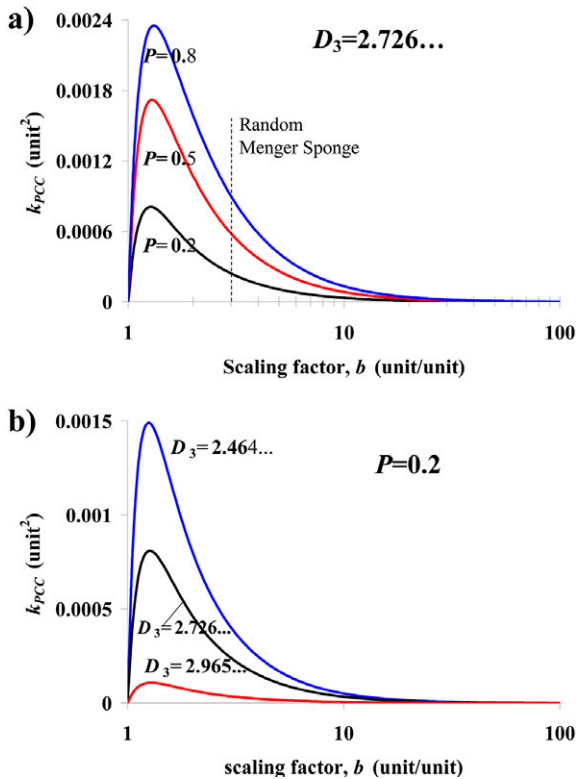 a)
D3=2.726...
0.0024
P=0.8
0.0018
Random
Menger Sponge
kPCC (unit2)
0.0012
P=0.5
0.0006
P=0.2
0
1
10
100
Scaling factor, b (unit/unit)
b)
0.0015
D3=2.464...
P=0.2
0.001
kPCC (unit2)
0.0005
D3=2.726...
D3=2.965...
0
1
10
100
scaling factor, b (unit/unit)